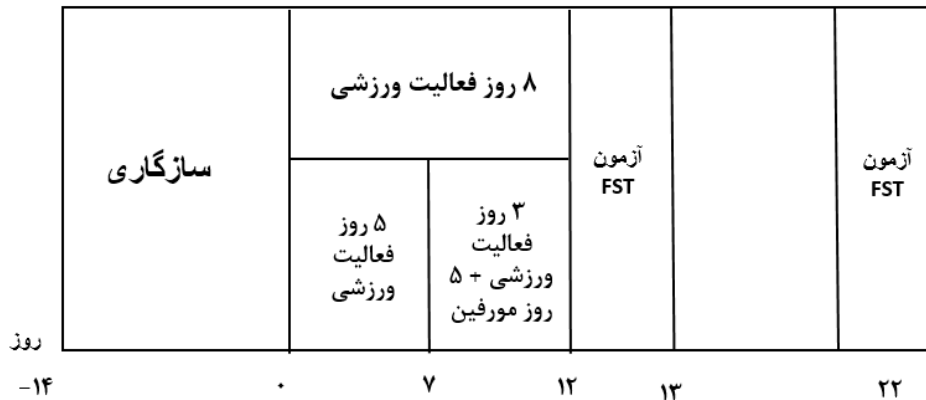 ۸ روز فعالیت ورزشی
سازگاری
آزمون
FST
آزمون
FST
۵ روز
فعالیت
ورزشی
۳ روز
فعالیت
ورزشی + ۵
روز مورفین
روز
-۱۴
۰
۷
۱۲
۱۳
۲۲